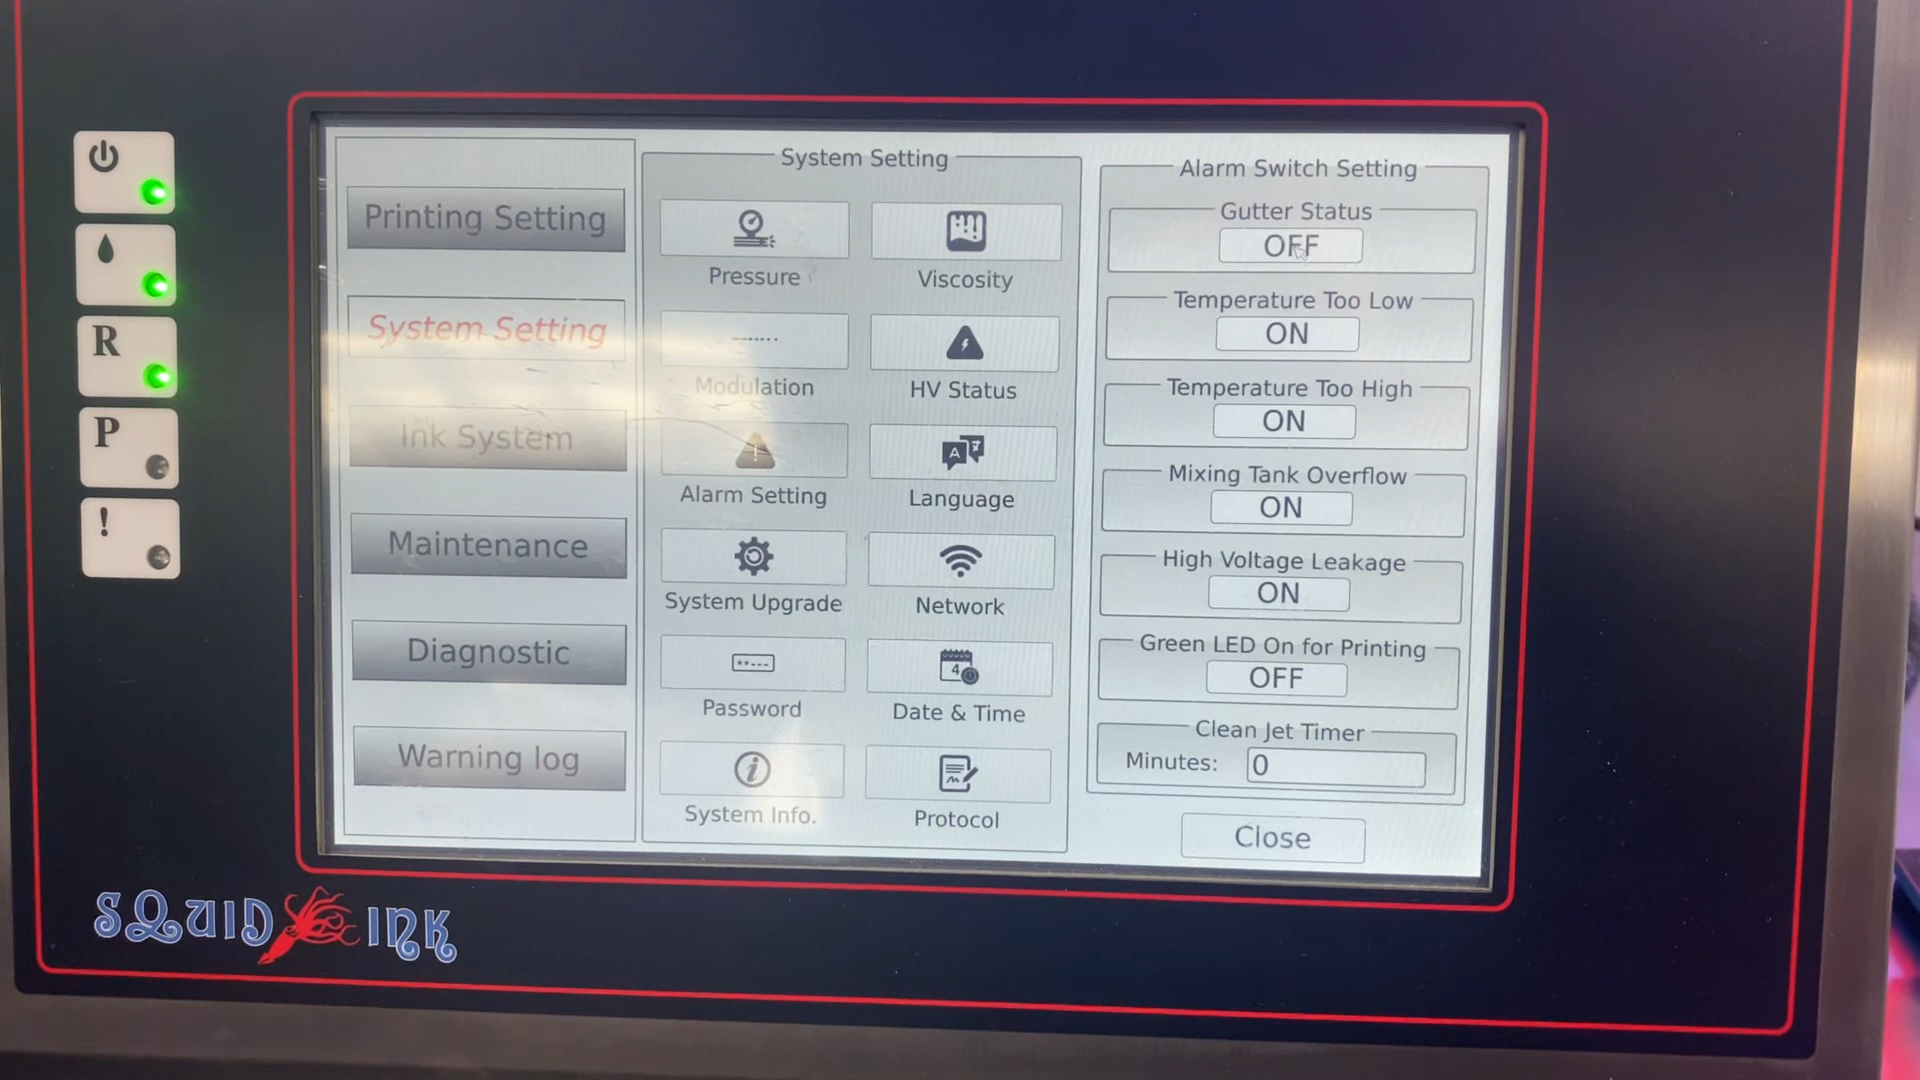 R
P
!
Printing Setting
System Setting
Ink System
Maintenance
Diagnostic
Warning log
System Setting
Pressure
Viscosity
Modulation
HV Status
Alarm Setting
Language
System Upgrade
Network
Password
4
Date & Time
System Info.
Protocol
Alarm Switch Setting
Gutter Status
OFF
Temperature Too Low
ON
Temperature Too High
ON
Mixing Tank Overflow
ON
High Voltage Leakage
ON
Green LED On for Printing
OFF
Clean Jet Timer
Minutes: 0
Close
SQUID INK